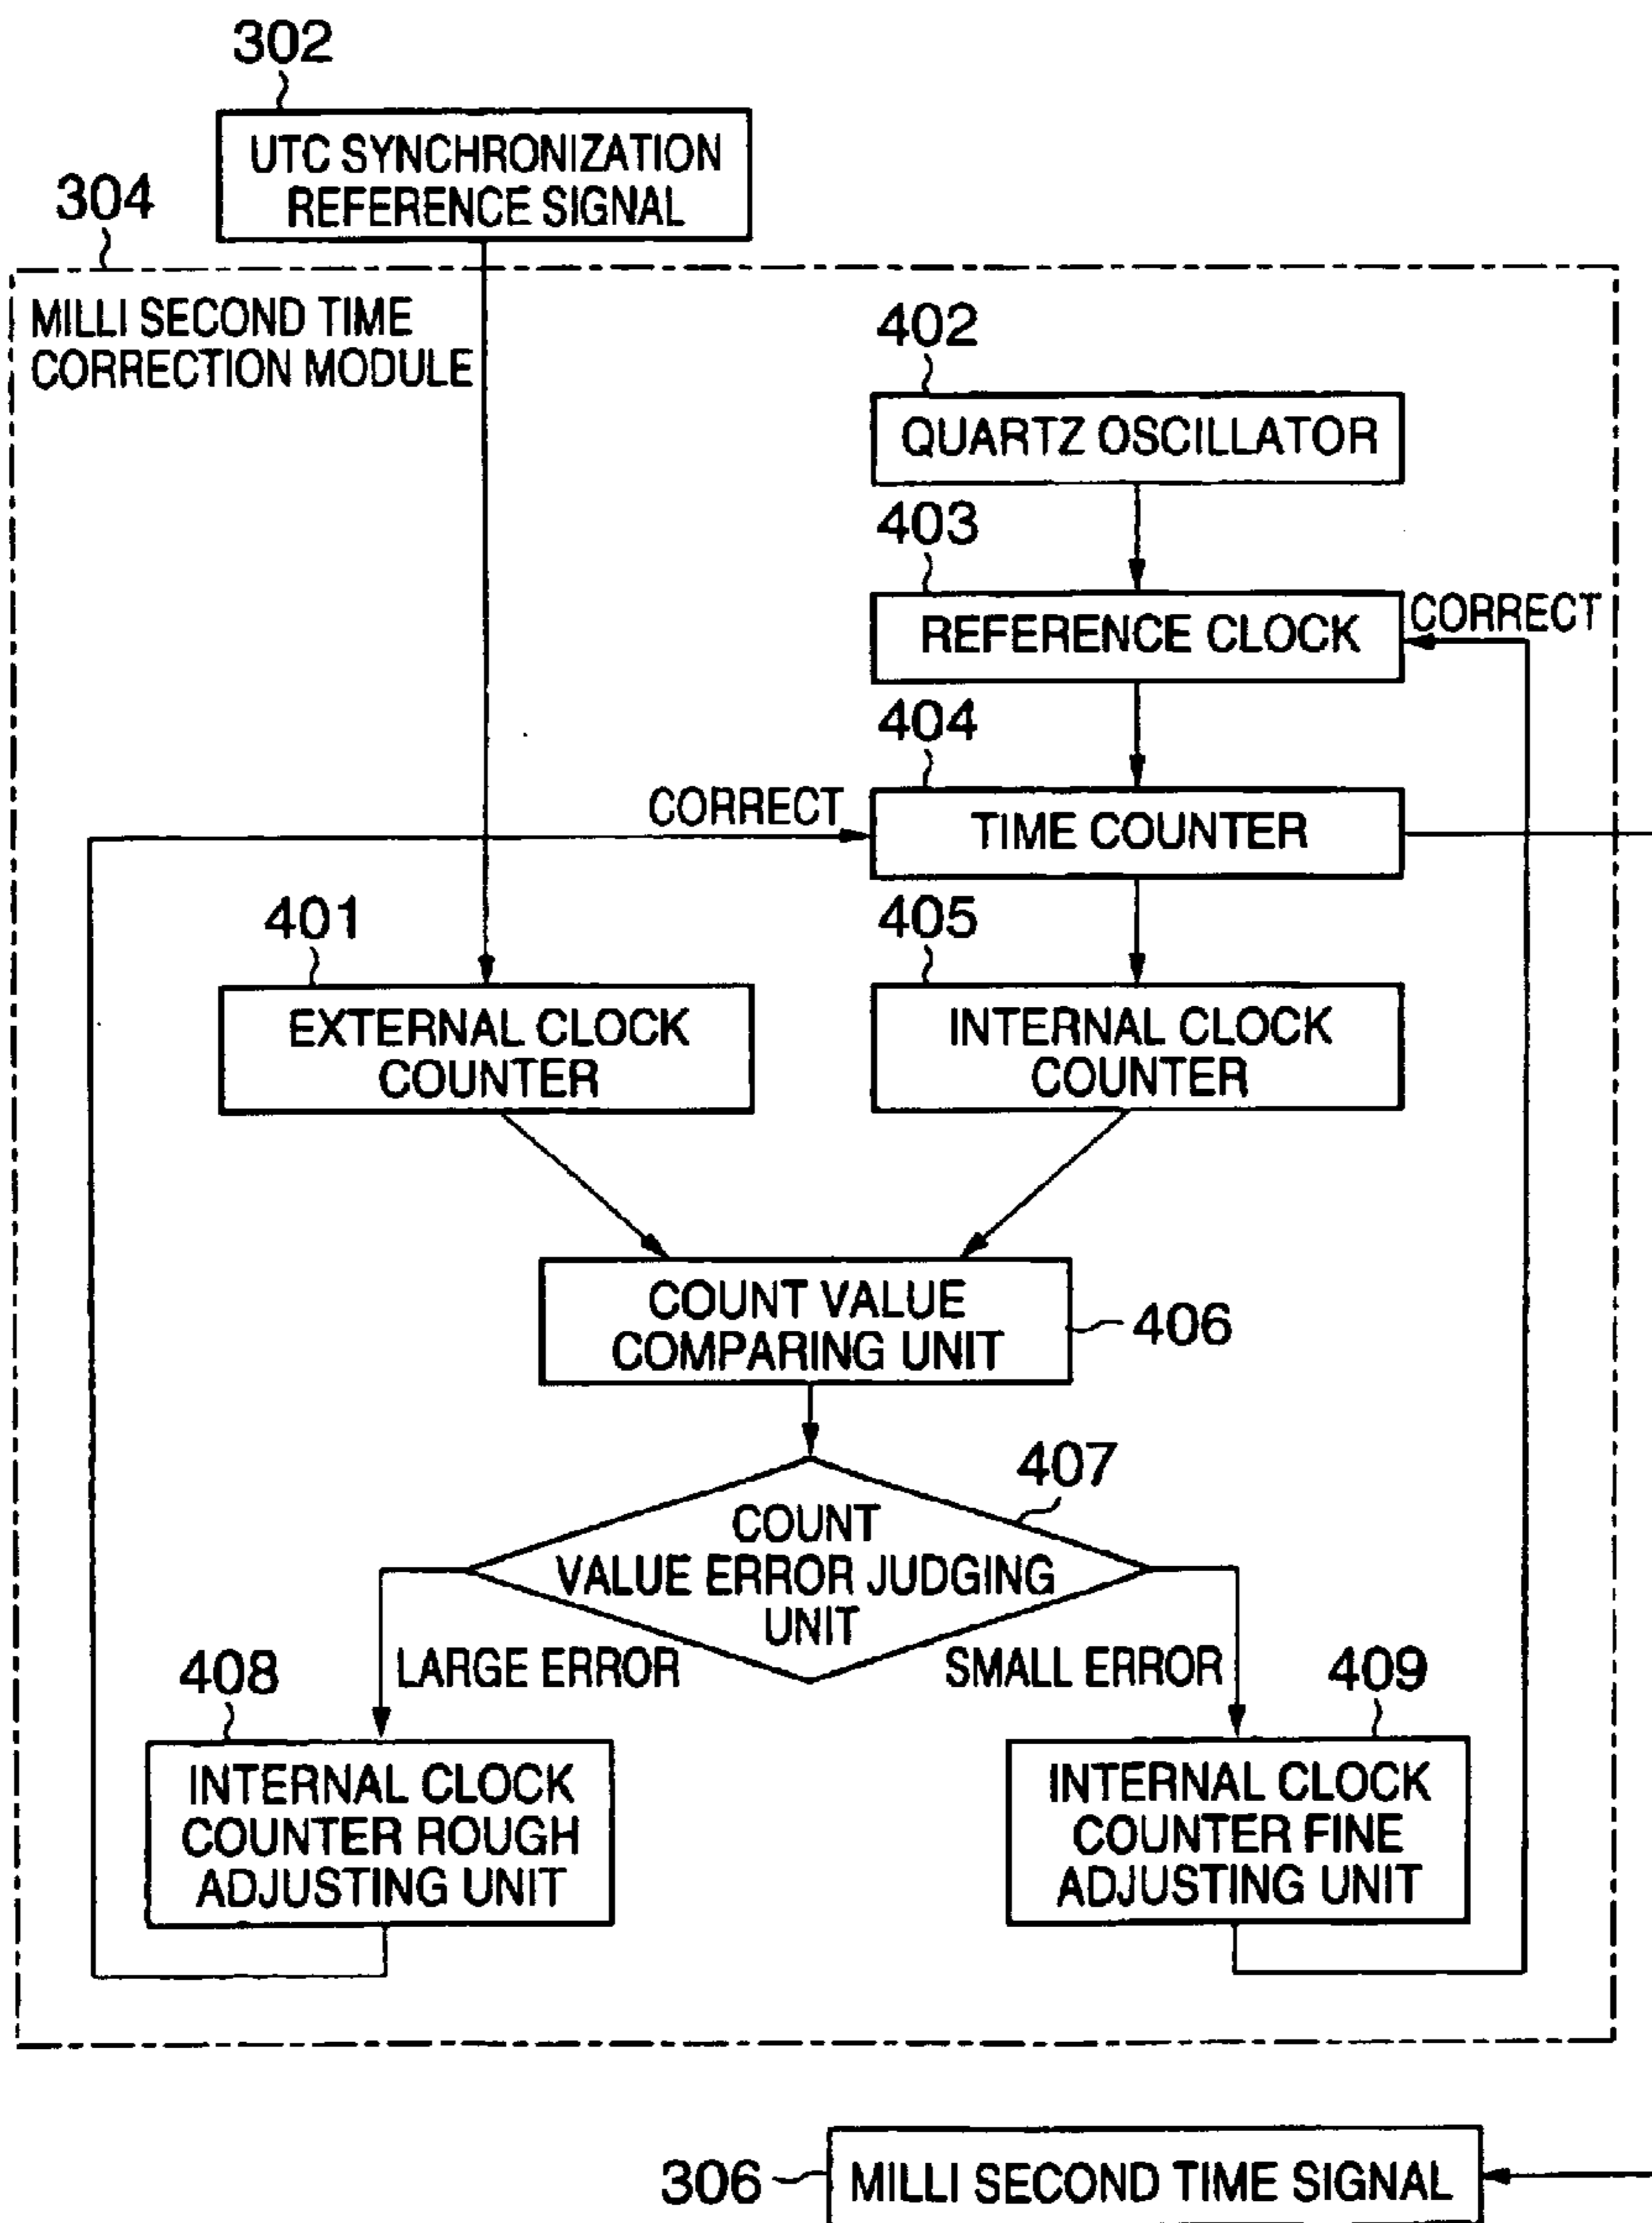 302
UTC SYNCHRONIZATION
REFERENCE SIGNAL
304
MILLI SECOND TIME
CORRECTION MODULE
402
QUARTZ OSCILLATOR
403
REFERENCE CLOCK
CORRECT
404
CORRECT
TIME COUNTER
401
EXTERNAL CLOCK
COUNTER
405
INTERNAL CLOCK
COUNTER
COUNT VALUE
COMPARING UNIT
406
407
COUNT
VALUE ERROR JUDGING
UNIT
LARGE ERROR
SMALL ERROR
408
INTERNAL CLOCK
COUNTER ROUGH
ADJUSTING UNIT
409
INTERNAL CLOCK
COUNTER FINE
ADJUSTING UNIT
306
MILLI SECOND TIME SIGNAL